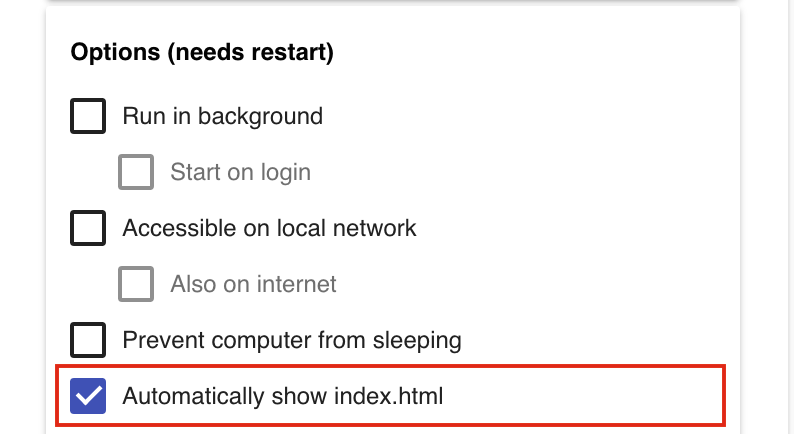 Options (needs restart)
Run in background
Start on login
Accessible on local network
Also on internet
Prevent computer from sleeping
Automatically show index.html